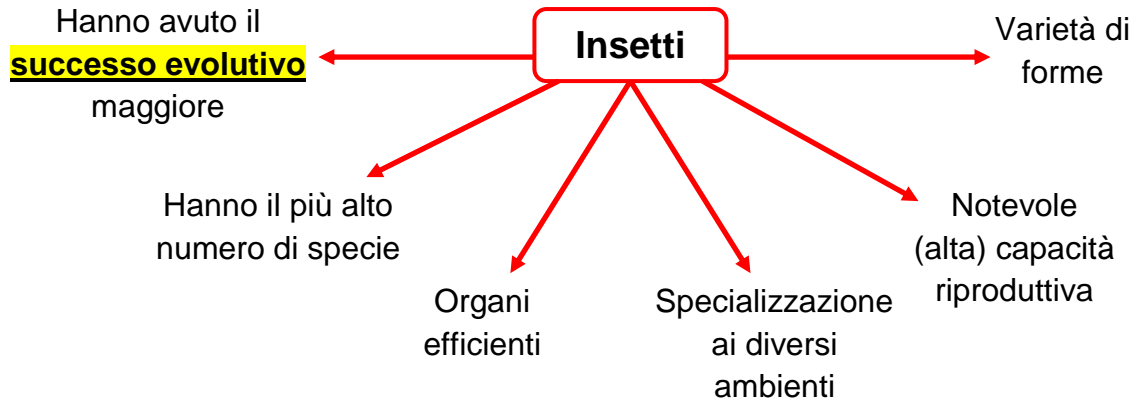 Insetti
Hanno avuto il
successo evolutivo
maggiore
Hanno il più alto
numero di specie
Organi
efficienti
Specializzazione
ai diversi
ambienti
Notevole
(alta) capacità
riproduttiva
Varietà di
forme